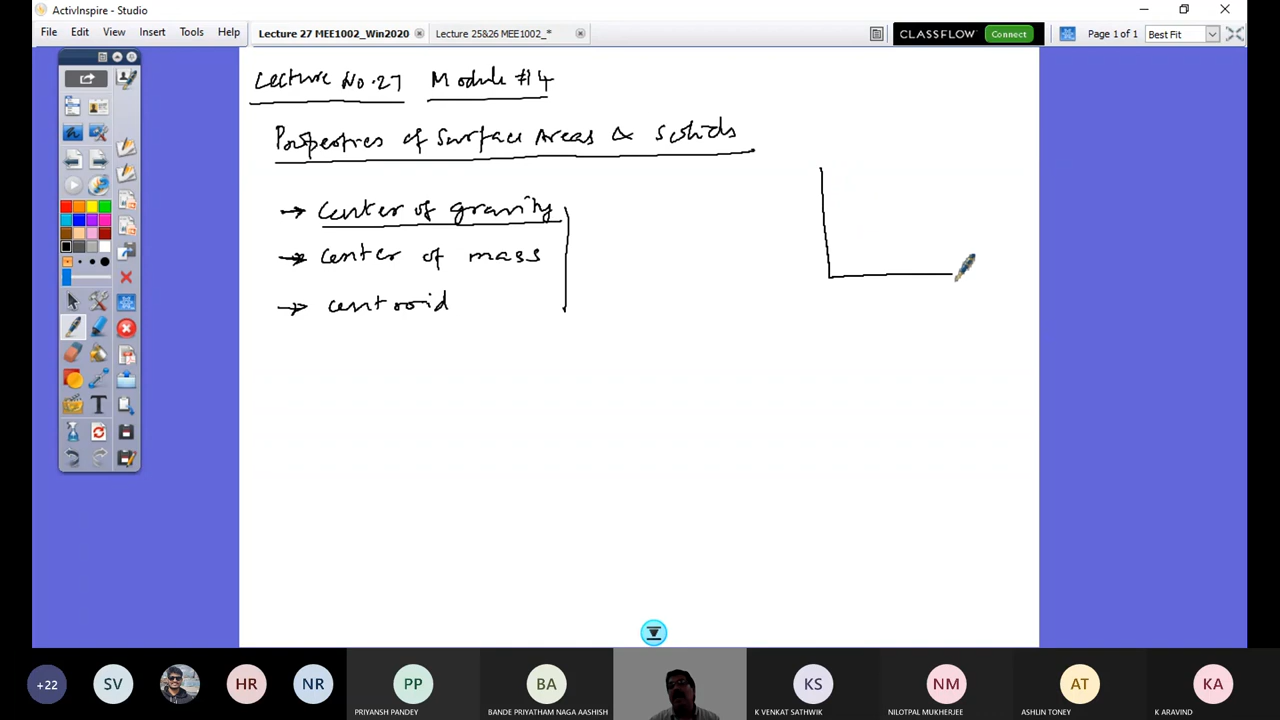 ActivInspire - Studio
File Edit View Insert Tools Help
Lecture 27 MEE1002_Win2020
Lecture 25&26 MEE1002_*
CLASSFLOW Connect
Page 1 of 1
Best Fit
Lecture No.27 Module #4
Properties of Surface Areas & Solids
→ Center of gravity
→ Center of mass
→ centroid
T
+22 SV HR NR PP BA KS NM AT KA
PRIYANSH PANDEY BANDE PRIYATHAM NAGA AASHISH K VENKAT SATHWIK NILOTPAL MUKHERJEE ASHLIN TONEY K ARAVIND